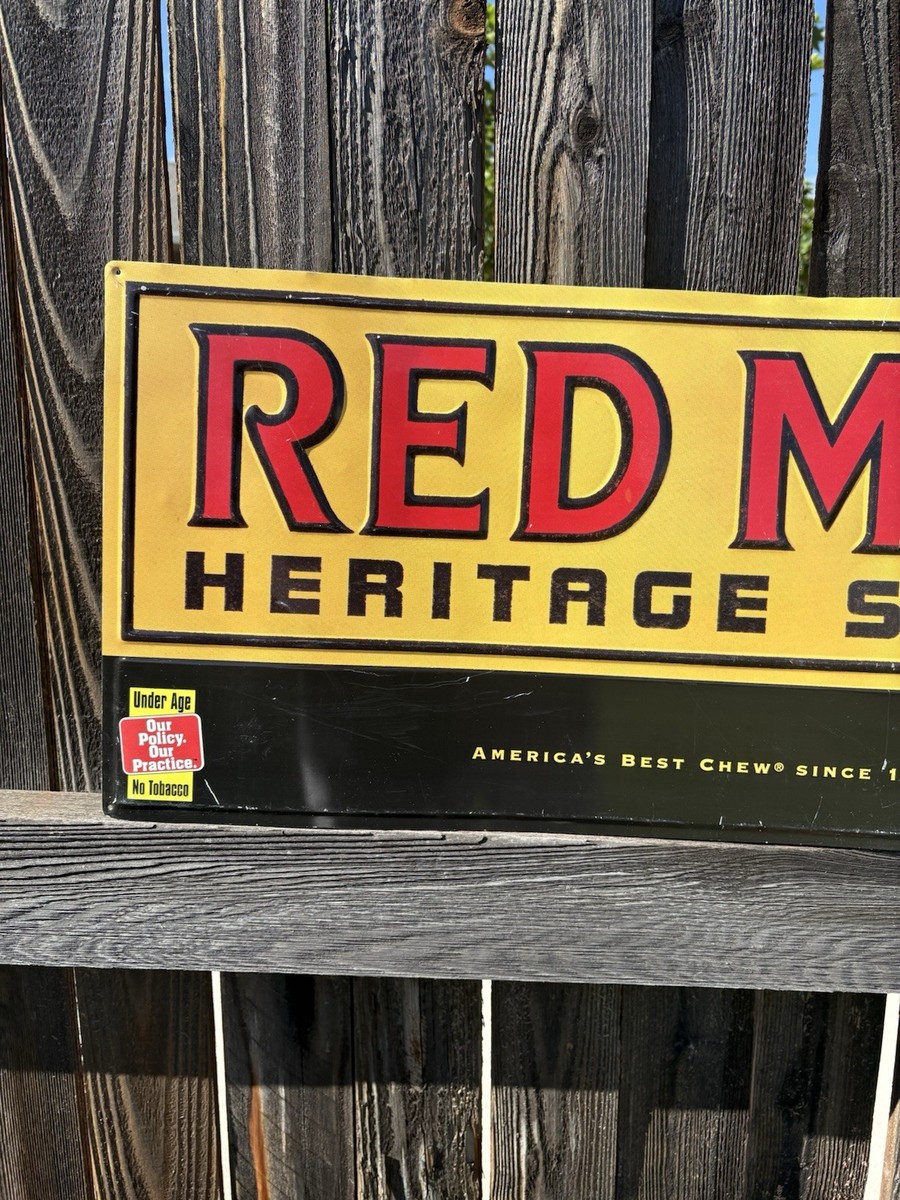 RED M
HERITAGE S
AMERICA'S BEST CHEW® SINCE 1
Under Age
Our
Policy.
Our
Practice.
No Tobacco